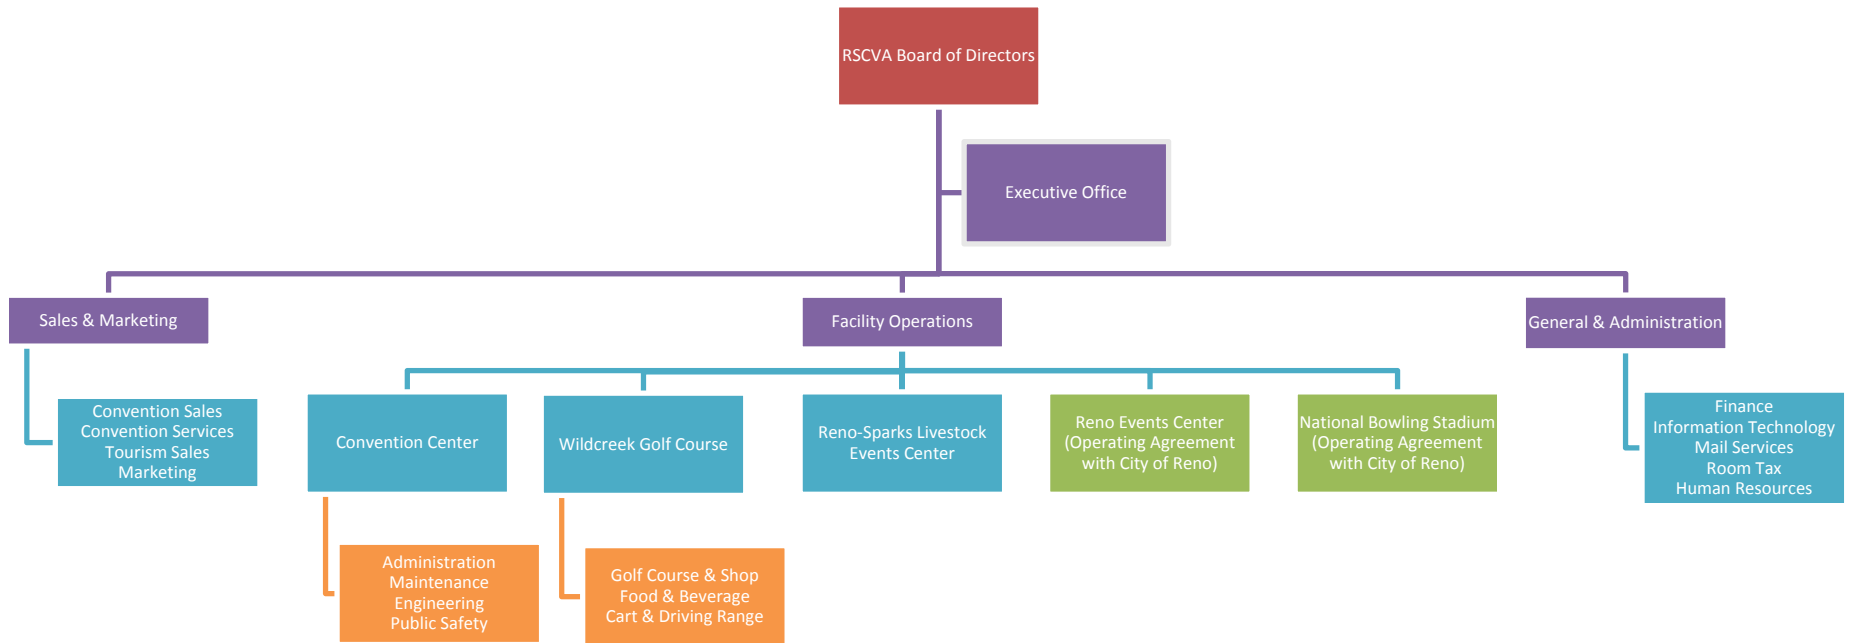 RSCVA Board of Directors
Executive Office
Sales & Marketing
Facility Operations
General & Administration
Convention Sales
Convention Services
Tourism Sales
Marketing
Convention Center
Wildcreek Golf Course
Reno-Sparks Livestock
Events Center
Reno Events Center
(Operating Agreement
with City of Reno)
National Bowling Stadium
(Operating Agreement
with City of Reno)
Finance
Information Technology
Mail Services
Room Tax
Human Resources
Administration
Maintenance
Engineering
Public Safety
Golf Course & Shop
Food & Beverage
Cart & Driving Range